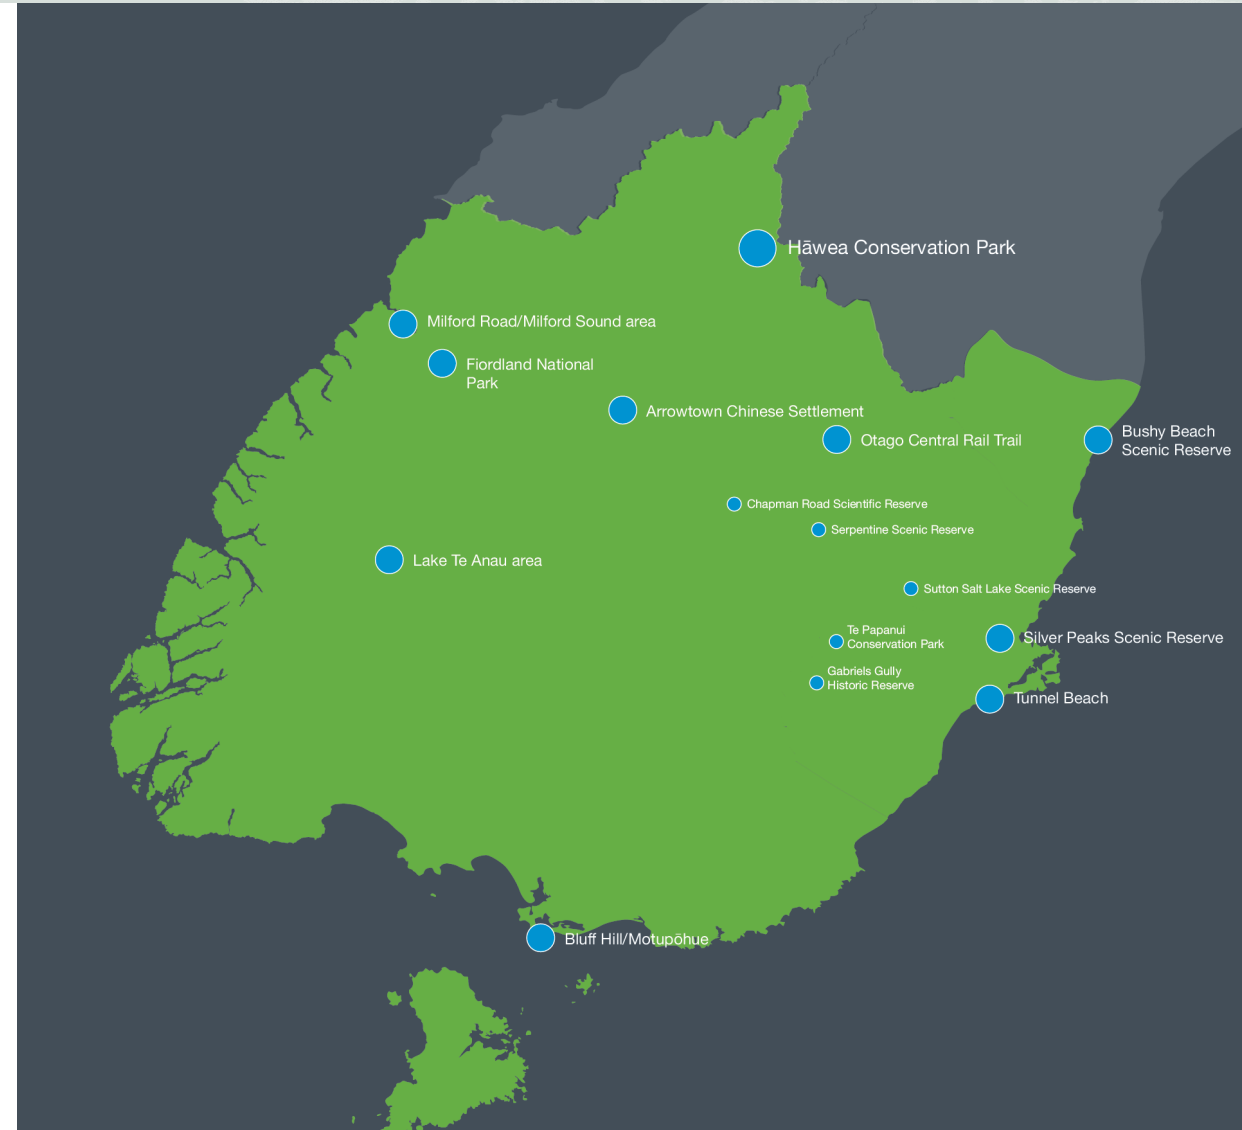 Hāwea Conservation Park
Milford Road/Milford Sound area
Fiordland National
Park
Arrowtown Chinese Settlement
Otago Central Rail Trail
Bushy Beach
Scenic Reserve
Chapman Road Scientific Reserve
Serpentine Scenic Reserve
Lake Te Anau area
Sutton Salt Lake Scenic Reserve
Te Papanui
Conservation Park
Silver Peaks Scenic Reserve
Gabriels Gully
Historic Reserve
Tunnel Beach
Bluff Hill/Motupōhue